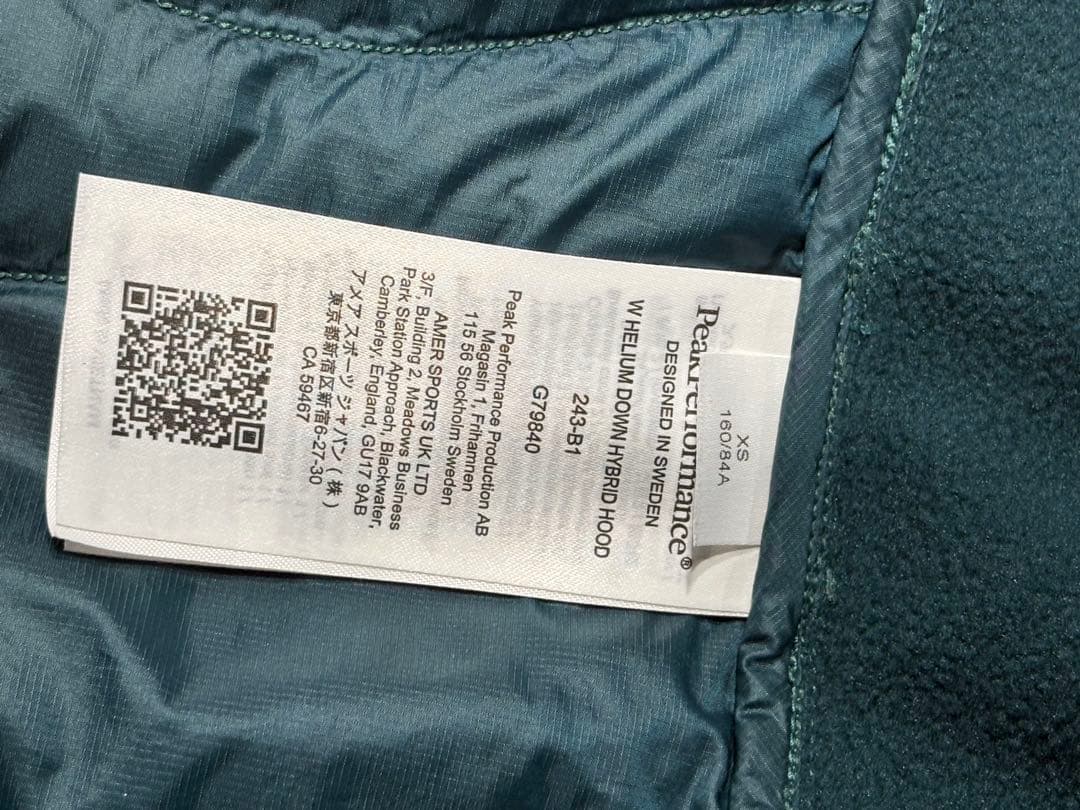 XS
160/84A
Peak Performance®
DESIGNED IN SWEDEN
W HELIUM DOWN HYBRID HOOD
243-B1
G79840
Peak Performance Production AB
Magasin 1, Frihamnen
115 56 Stockholm Sweden
AMER SPORTS UK LTD
3/F, Building 2, Meadows Business
Park Station Approach, Blackwater,
Camberley, England, GU17 9AB
アメア スポーツ ジャパン ( 株 )
東京都新宿区新宿6-27-30
CA 59467